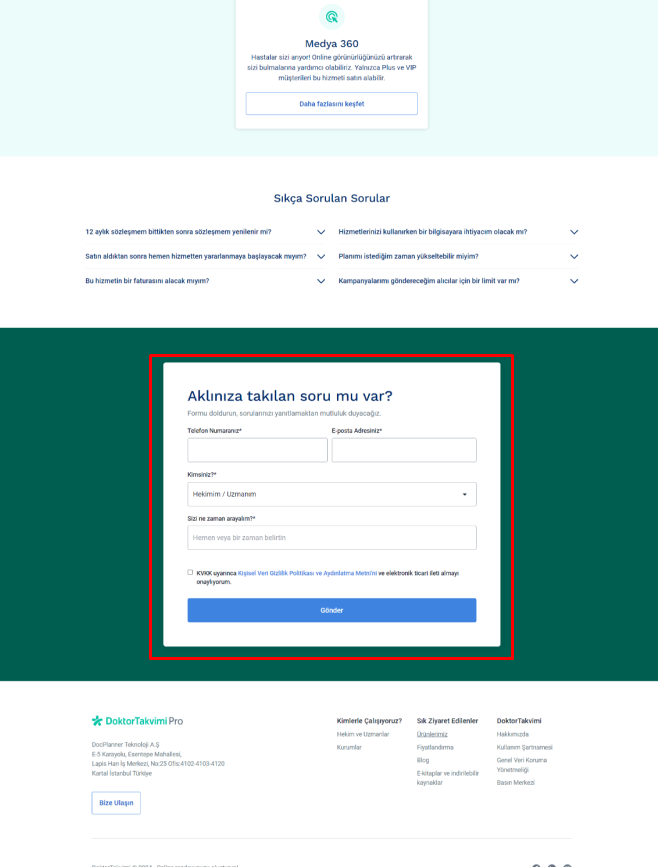 Medya 360
Hastalar sizi arıyor! Online görünürlüğünüzü artırarak
sizi bulmalarına yardımcı olabiliriz. Yalnızca Plus ve VIP
müşterileri bu hizmeti satın alabilir.
Daha fazlasını keşfet
Sıkça Sorulan Sorular
12 aylık sözleşmem bittikten sonra sözleşmem yenilenir mi?
Hizmetlerinizi kullanırken bir bilgisayara ihtiyacım olacak mı?
Satın aldıktan sonra hemen hizmetten yararlanmaya başlayacak mıyım?
Planımı istediğim zaman yükseltebilir miyim?
Bu hizmetin bir faturasını alacak mıyım?
Kampanyalarımı göndereceğim alıcılar için bir limit var mı?
Aklınıza takılan soru mu var?
Formu doldurun, sorularınızı yanıtlamaktan mutluluk duyacağız.
Telefon Numaranız*
E-posta Adresiniz*
Kimsiniz?*
Hekimim / Uzmanım
Sizi ne zaman arayalım?*
Hemen veya bir zaman belirtin
KVKK uyarınca Kişisel Veri Gizlilik Politikası ve Aydınlatma Metni'ni ve elektronik ticari ileti almayı
onaylıyorum.
Gönder
DoktorTakvimi Pro
DocPlanner Teknoloji A.Ş
E-5 Karayolu, Esentepe Mahallesi,
Lapis Han İş Merkezi, No:25 Ofis:4102-4103-4120
Kartal İstanbul Türkiye
Bize Ulaşın
Kimlerle Çalışıyoruz?
Hekim ve Uzmanlar
Kurumlar
Sık Ziyaret Edilenler
Ürünlerimiz
Fiyatlandırma
Blog
E-kitaplar ve indirilebilir
kaynaklar
DoktorTakvimi
Hakkımızda
Kullanım Şartnamesi
Genel Veri Koruma
Yönetmeliği
Basın Merkezi